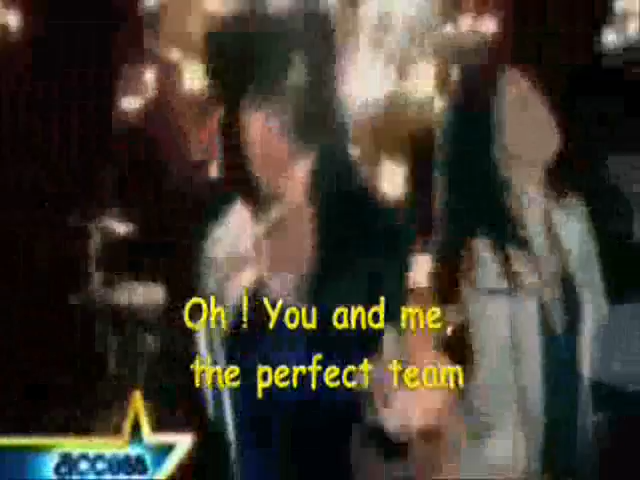 Oh ! You and me,
the perfect team
access